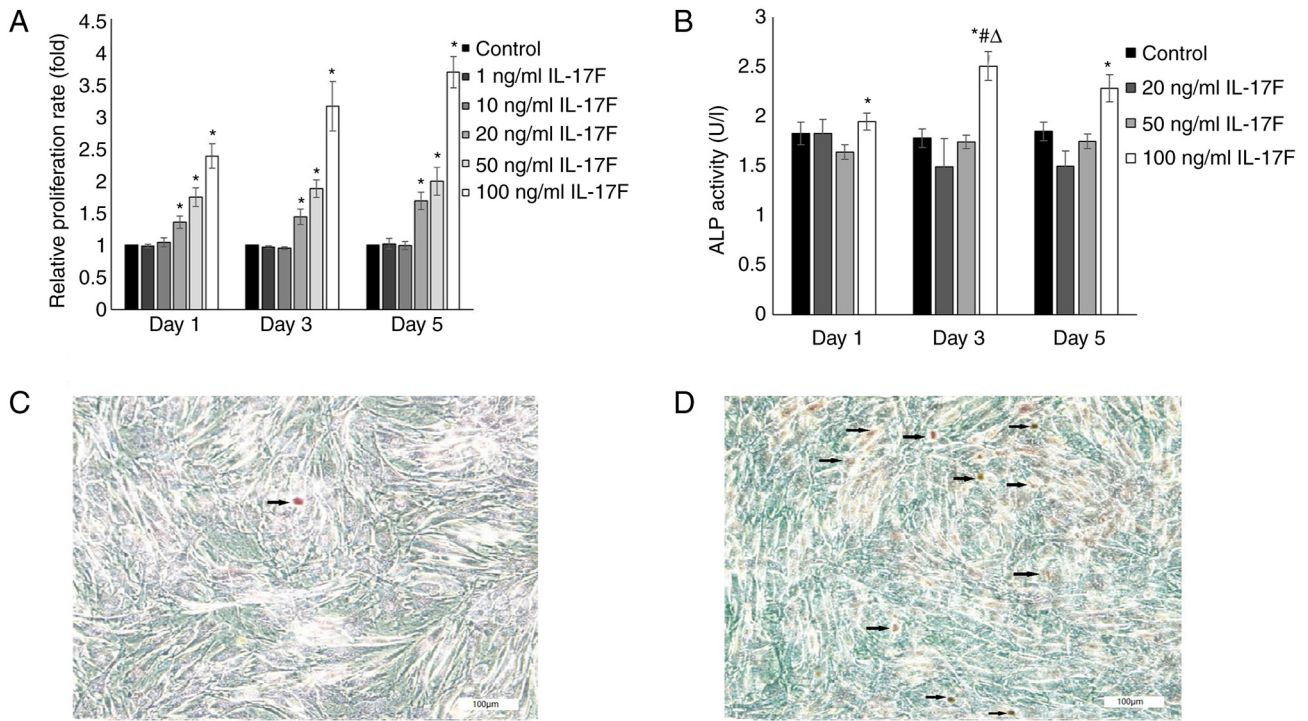 A
Relative proliferation rate (fold)
4.5
4
3.5
3
2.5
2
1.5
1
0.5
0
* * *
* * *
* * *
Day 1 Day 3 Day 5
Control
1 ng/ml IL-17F
10 ng/ml IL-17F
20 ng/ml IL-17F
50 ng/ml IL-17F
100 ng/ml IL-17F
B
ALP activity (U/l)
3
2.5
2
1.5
1
0.5
0
*
*#Δ
*
Day 1 Day 3 Day 5
Control
20 ng/ml IL-17F
50 ng/ml IL-17F
100 ng/ml IL-17F
C
100μm
D
100μm